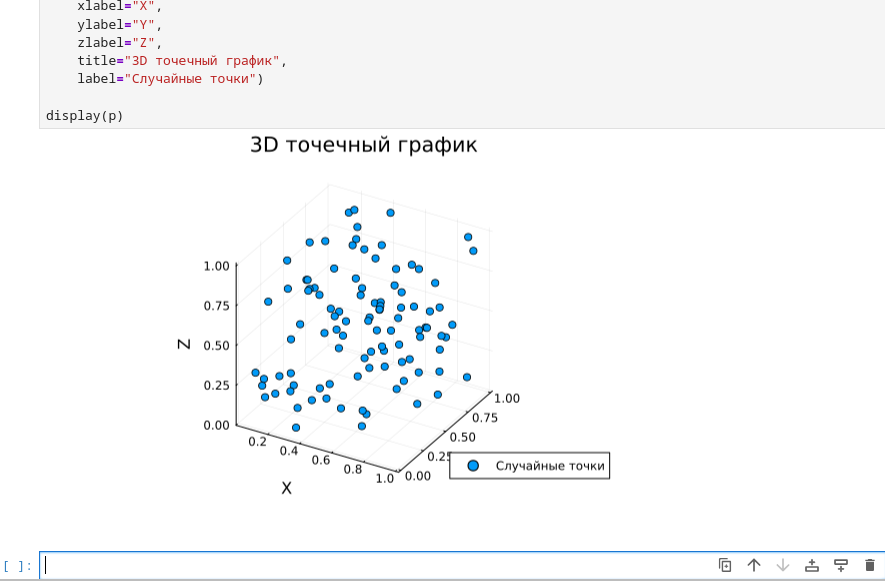 xlabel="X",
ylabel="Y",
zlabel="Z",
title="3D точечный график",
label="Случайные точки")
display(p)
3D точечный график
1.00
0.75
0.50
0.25
0.00
Z
0.2
0.4
0.6
0.8
1.0
X
0.00
0.25
0.50
0.75
1.00
Случайные точки
[ ]: